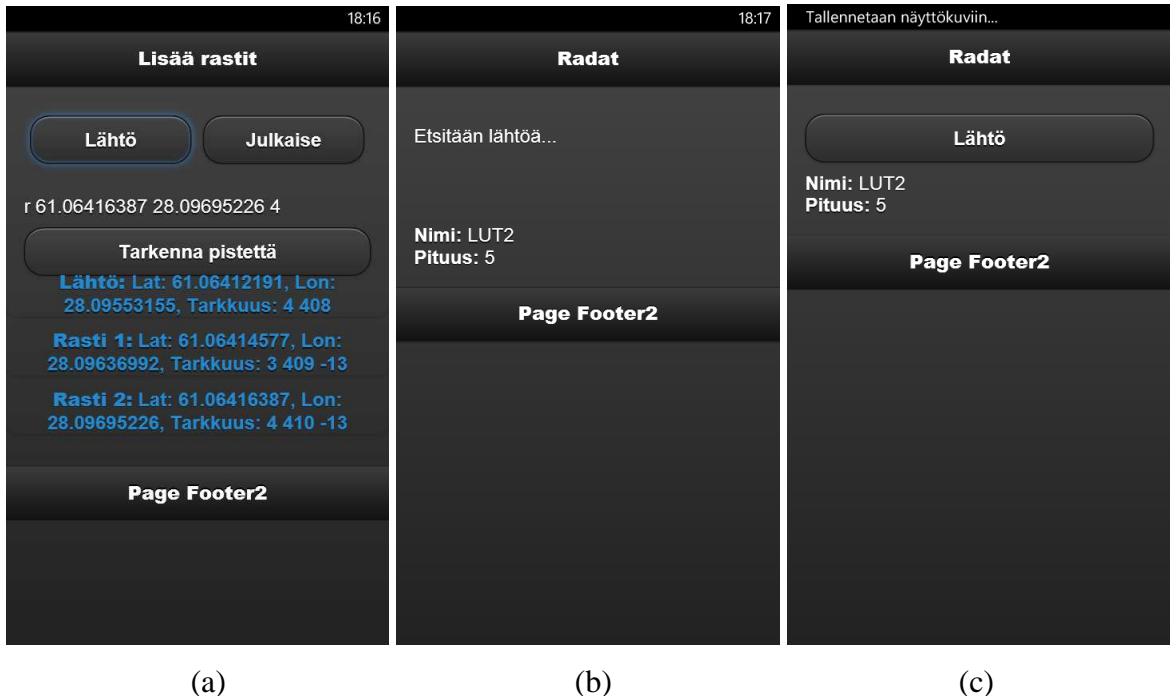 18:16
Lisää rastit
Lähtö
Julkaise
r 61.06416387 28.09695226 4
Tarkenna pistettä
Lähtö: Lat: 61.06412191, Lon:
28.09553155, Tarkkuus: 4 408
Rasti 1: Lat: 61.06414577, Lon:
28.09636992, Tarkkuus: 3 409 -13
Rasti 2: Lat: 61.06416387, Lon:
28.09695226, Tarkkuus: 4 410 -13
Page Footer2
(a)
18:17
Radat
Etsitään lähtöä...
Nimi: LUT2
Pituus: 5
Page Footer2
(b)
Tallennetaan näyttökuviin...
Radat
Lähtö
Nimi: LUT2
Pituus: 5
Page Footer2
(c)